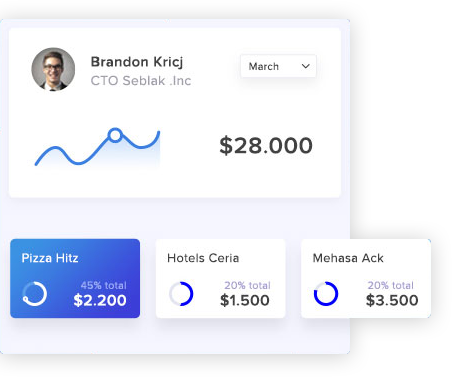 Brandon Kricj
CTO Seblak .Inc
March
$28.000
Pizza Hitz
45% total
$2.200
Hotels Ceria
20% total
$1.500
Mehasa Ack
20% total
$3.500